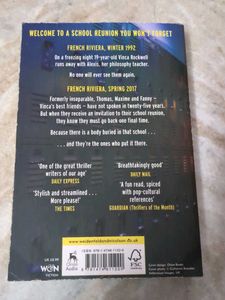 WELCOME TO A SCHOOL REUNION YOU WON'T FORGET
FRENCH RIVIERA, WINTER 1992
On a freezing night 19-year-old Vinca Rockwell
runs away with Alexis, her philosophy teacher.
No one will ever see them again.
FRENCH RIVIERA, SPRING 2017
Formerly inseparable, Thomas, Maxime and Fanny –
Vinca's best friends – have not spoken in twenty-five years.
But when they receive an invitation to their school reunion,
they know they must go back one final time.
Because there is a body buried in that school . . .
. . . and they're the ones who put it there.
'One of the great thriller
writers of our age'
DAILY EXPRESS
'Stylish and streamlined . . .
More please!'
THE TIMES
'Breathtakingly good'
DAILY MAIL
'A fun read, spiced
with pop-cultural
references'
GUARDIAN (Thrillers of the Month)
www.weidenfeldandnicolson.co.uk
W&N
FICTION
Audio
FSC